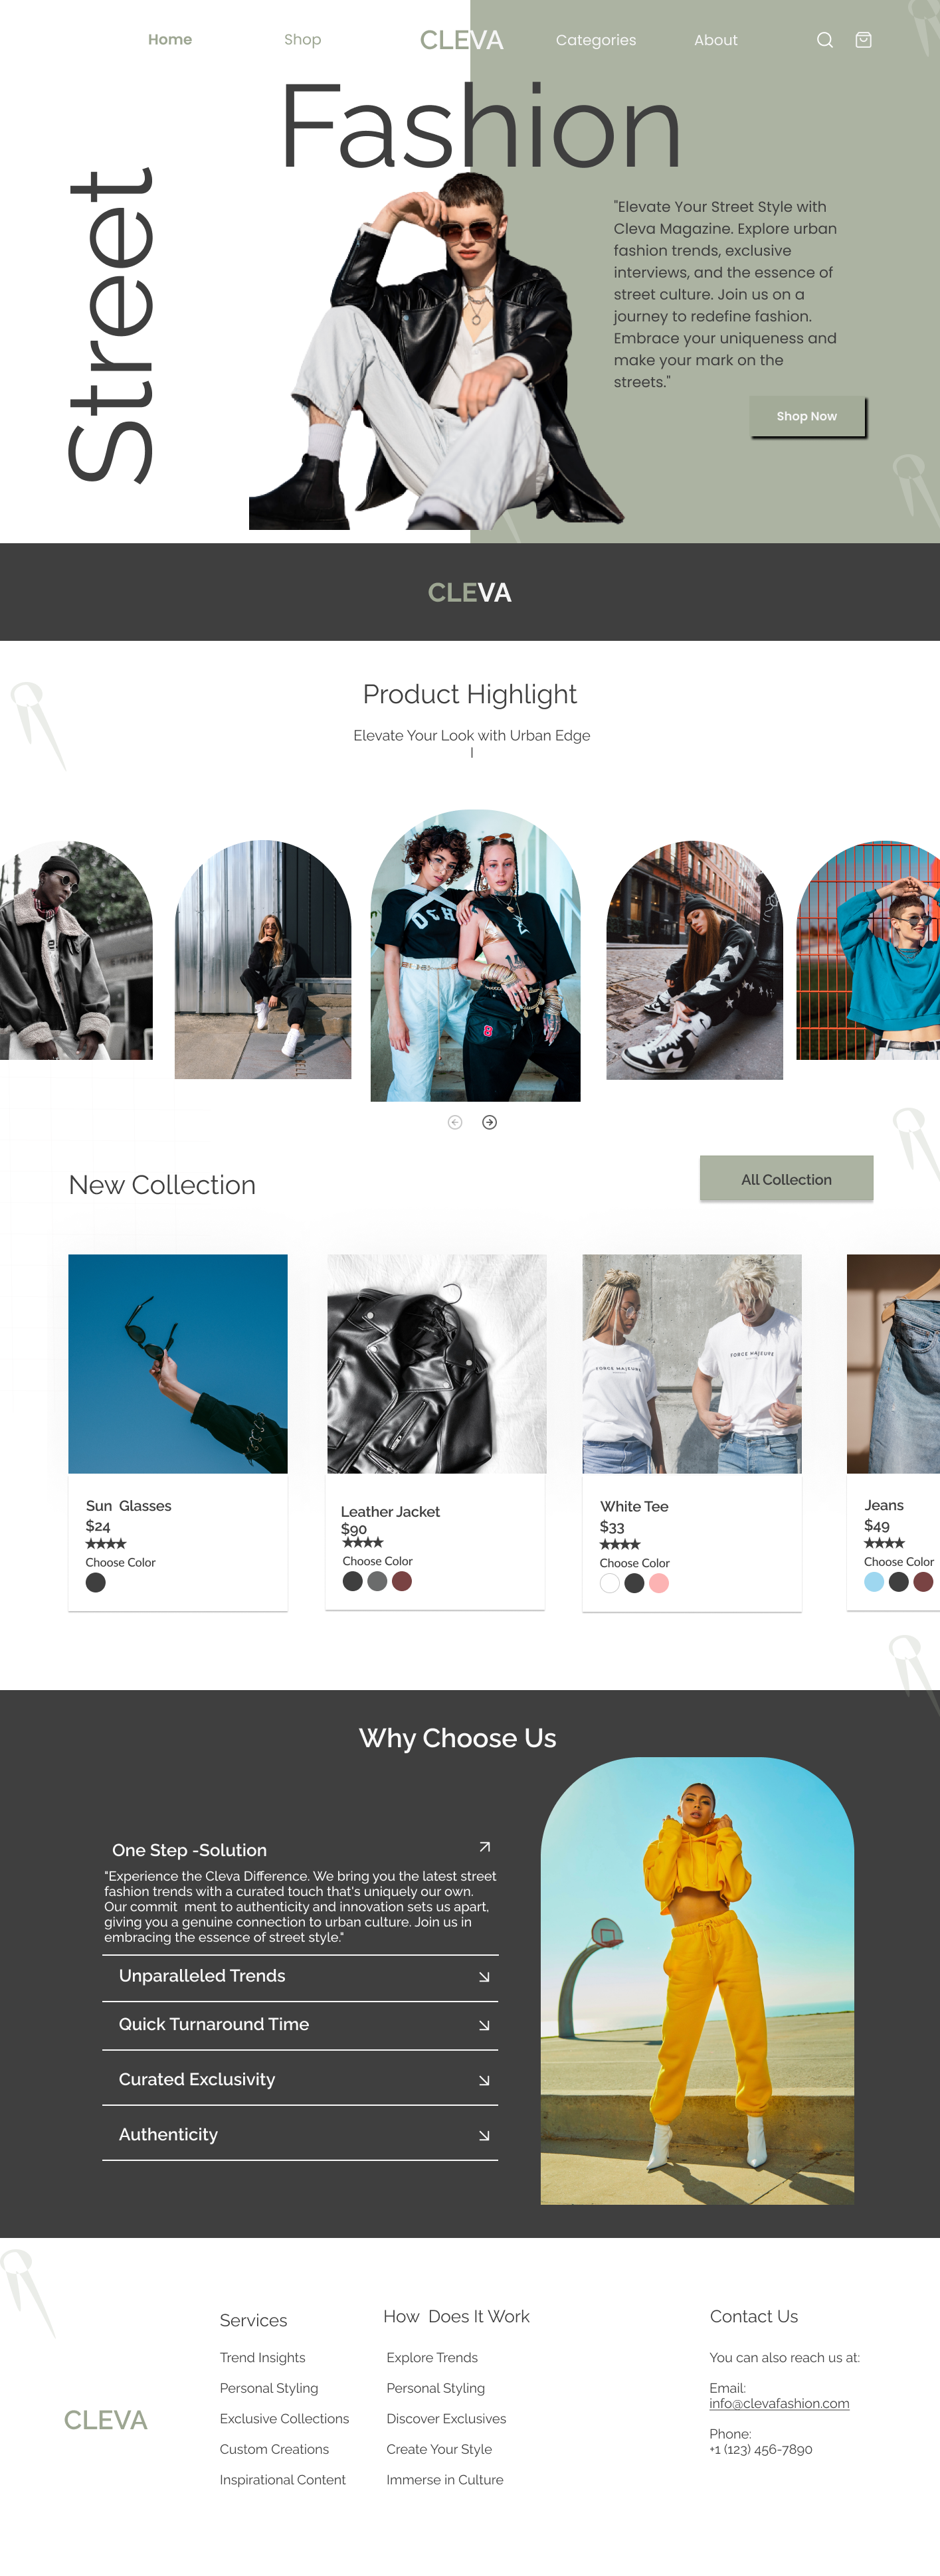 Home
Shop
CLEVA
Categories
About
Fashion
Street
"Elevate Your Street Style with
Cleva Magazine. Explore urban
fashion trends, exclusive
interviews, and the essence of
street culture. Join us on a
journey to redefine fashion.
Embrace your uniqueness and
make your mark on the
streets."
Shop Now
CLEVA
Product Highlight
Elevate Your Look with Urban Edge
New Collection
All Collection
FORCE MAJEURE
FORCE MAJEURE
Sun Glasses
$24
Choose Color
Leather Jacket
$90
Choose Color
White Tee
$33
Choose Color
Jeans
$49
Choose Color
Why Choose Us
One Step -Solution
"Experience the Cleva Difference. We bring you the latest street
fashion trends with a curated touch that's uniquely our own.
Our commit ment to authenticity and innovation sets us apart,
giving you a genuine connection to urban culture. Join us in
embracing the essence of street style."
Unparalleled Trends
Quick Turnaround Time
Curated Exclusivity
Authenticity
CLEVA
Services
Trend Insights
Personal Styling
Exclusive Collections
Custom Creations
Inspirational Content
How Does It Work
Explore Trends
Personal Styling
Discover Exclusives
Create Your Style
Immerse in Culture
Contact Us
You can also reach us at:
Email:
info@clevafashion.com
Phone:
+1 (123) 456-7890